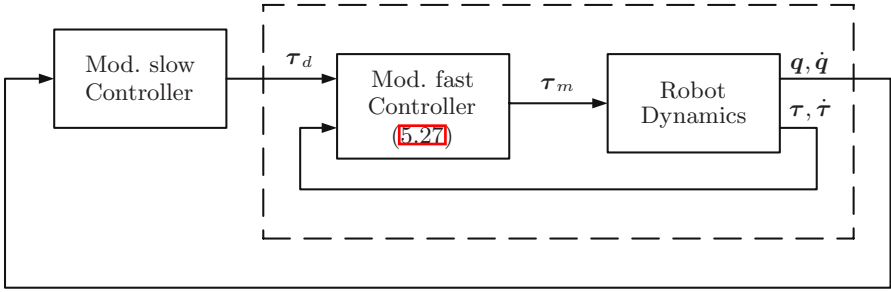 Mod. slow
Controller
τ_d
Mod. fast
Controller
(5.27)
τ_m
Robot
Dynamics
q, q̇
τ, τ̇